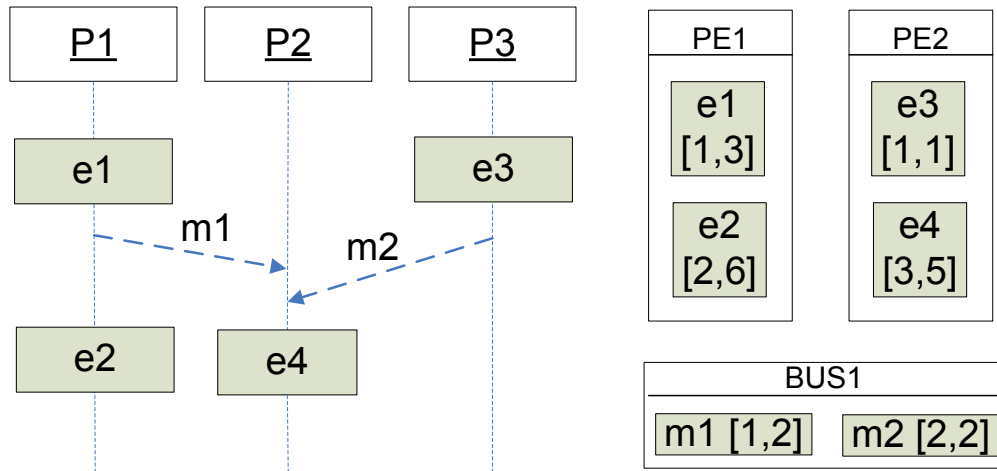 P1
P2
P3
e1
e3
m1
m2
e2
e4
PE1
e1
[1,3]
e2
[2,6]
PE2
e3
[1,1]
e4
[3,5]
BUS1
m1 [1,2]
m2 [2,2]